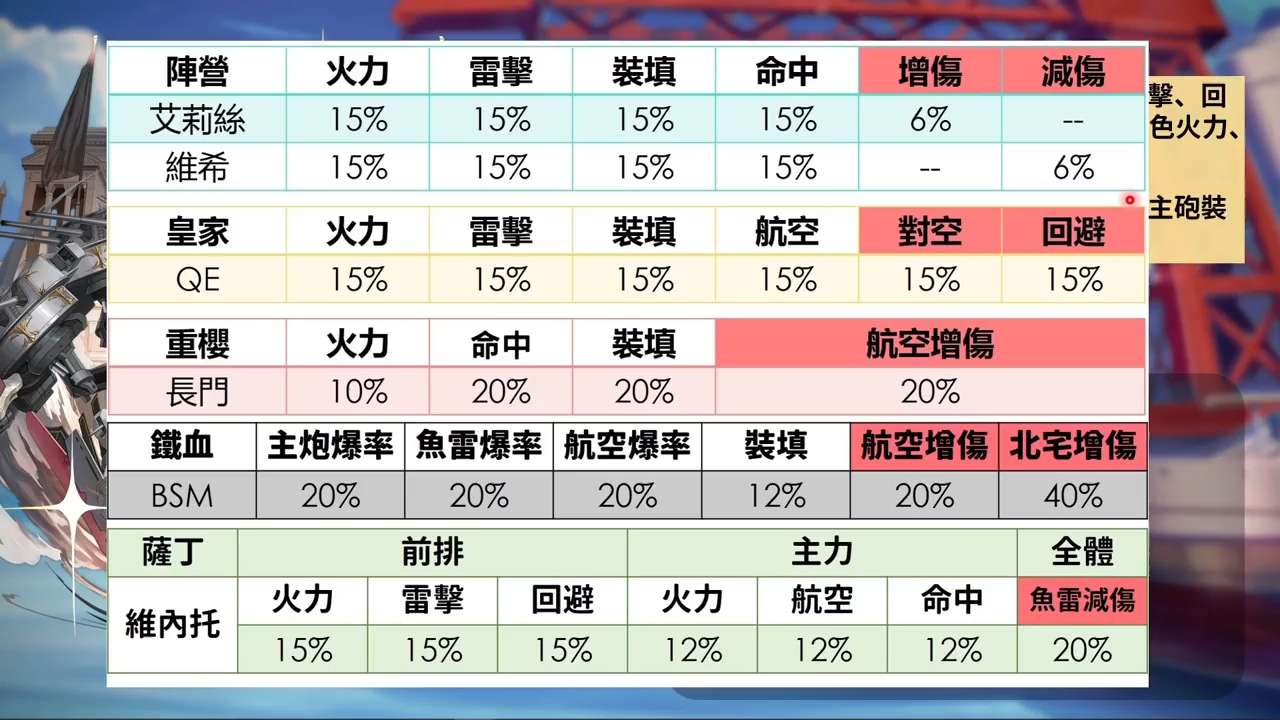 陣營 火力 雷擊 裝填 命中 增傷 減傷
艾莉絲 15% 15% 15% 15% 6% --
維希 15% 15% 15% 15% -- 6%
皇家 火力 雷擊 裝填 航空 對空 回避
QE 15% 15% 15% 15% 15% 15%
重櫻 火力 命中 裝填 航空增傷
長門 10% 20% 20% 20%
鐵血 主炮爆率 魚雷爆率 航空爆率 裝填 航空增傷 北宅增傷
BSM 20% 20% 20% 12% 20% 40%
薩丁 前排 主力 全體
維內托 火力 雷擊 回避 火力 航空 命中 魚雷減傷
15% 15% 15% 12% 12% 12% 20%
擊、回
色火力、
主砲裝